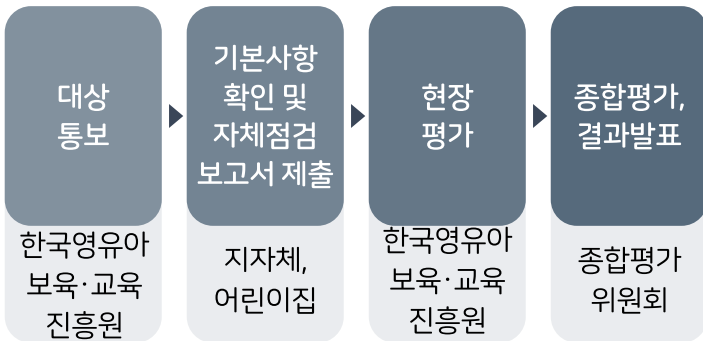 대상
통보
기본사항
확인 및
자체점검
보고서 제출
현장
평가
종합평가,
결과발표
한국영유아
보육·교육
진흥원
지자체,
어린이집
한국영유아
보육·교육
진흥원
종합평가
위원회